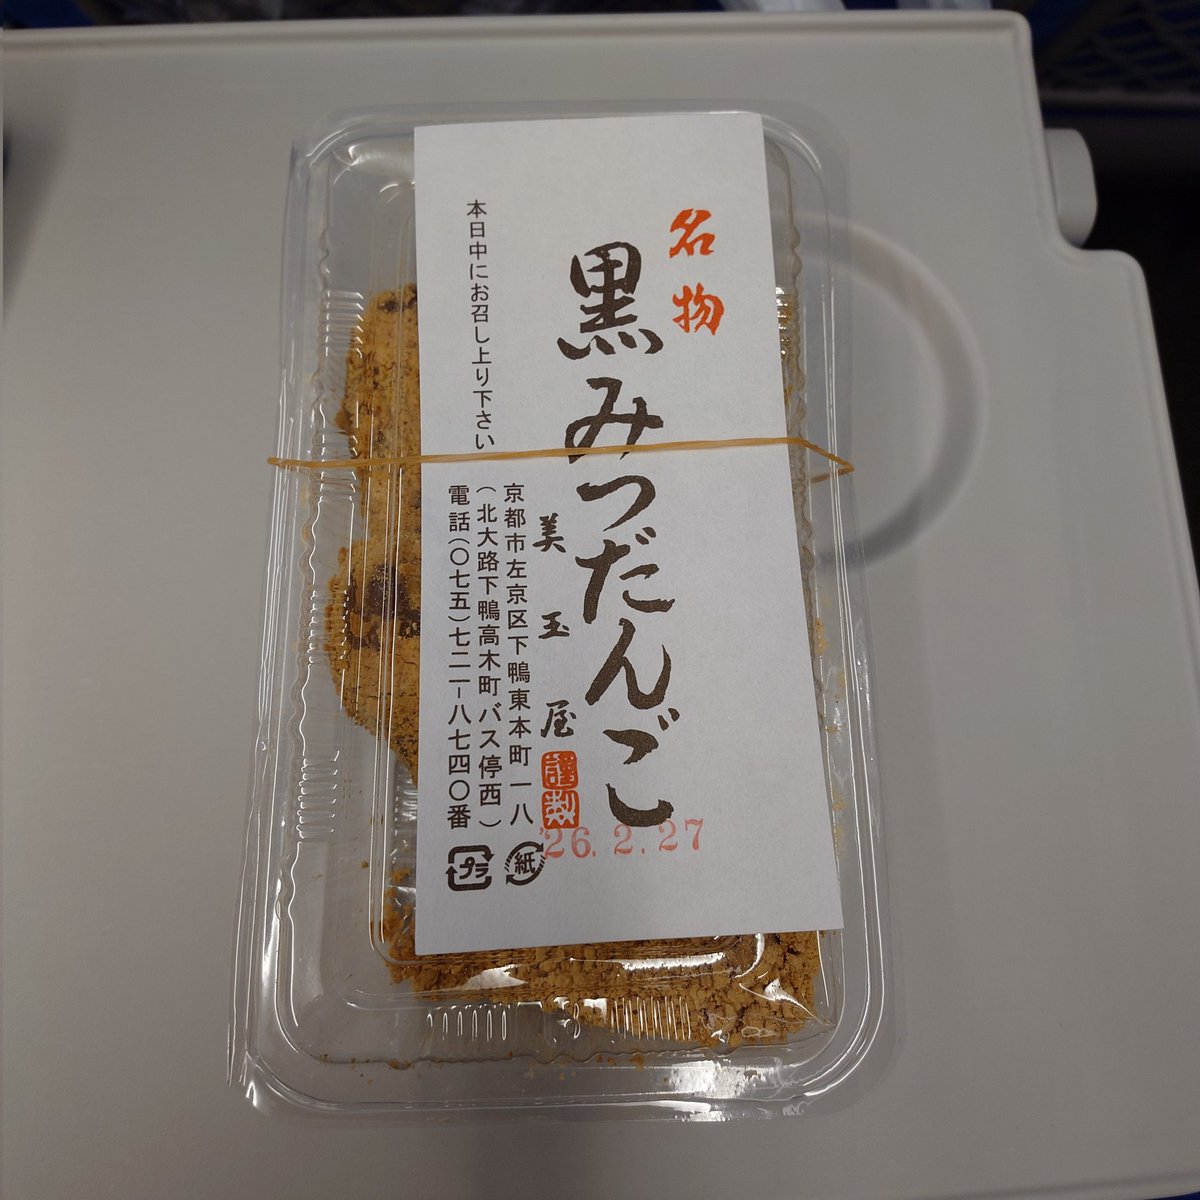 名物
黒みつだんご
美玉屋
謹製
京都市左京区下鴨東本町一八
(北大路下鴨高木町バス停西)
電話(〇七五)七二一-八七四〇番
本日中にお召し上り下さい
'26.2.27
プラ
紙